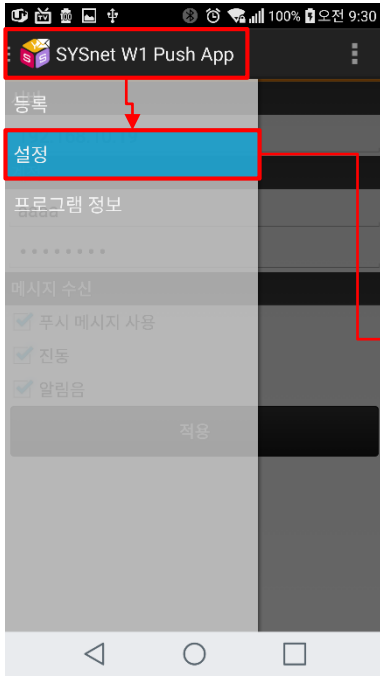 100% 오전 9:30
SYSnet W1 Push App
등록
설정
프로그램 정보
메시지 수신
푸시 메시지 사용
진동
알림음
적용